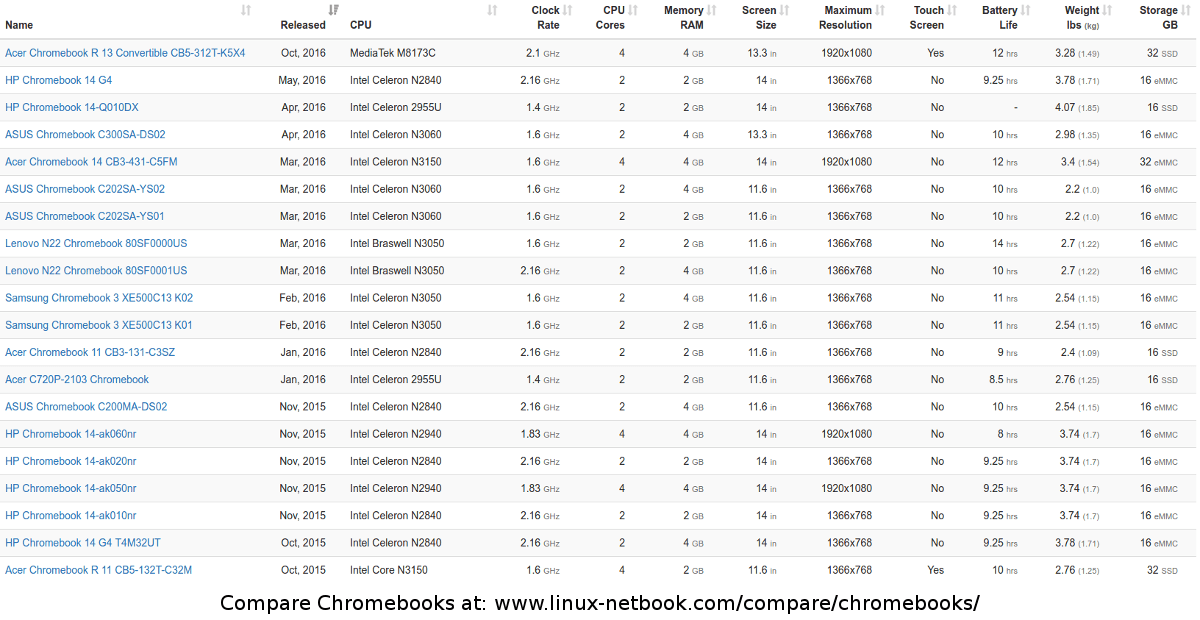 Clock CPU Memory Screen Maximum Touch Battery Weight Storage
Name Released CPU Rate Cores RAM Size Resolution Screen Life lbs (kg) GB
Acer Chromebook R 13 Convertible CB5-312T-K5X4 Oct, 2016 MediaTek M8173C 2.1 GHz 4 4 GB 13.3 in 1920x1080 Yes 12 hrs 3.28 (1.49) 32 SSD
HP Chromebook 14 G4 May, 2016 Intel Celeron N2840 2.16 GHz 2 2 GB 14 in 1366x768 No 9.25 hrs 3.78 (1.71) 16 eMMC
HP Chromebook 14-Q010DX Apr, 2016 Intel Celeron 2955U 1.4 GHz 2 2 GB 14 in 1366x768 No - 4.07 (1.85) 16 SSD
ASUS Chromebook C300SA-DS02 Apr, 2016 Intel Celeron N3060 1.6 GHz 2 4 GB 13.3 in 1366x768 No 10 hrs 2.98 (1.35) 16 eMMC
Acer Chromebook 14 CB3-431-C5FM Mar, 2016 Intel Celeron N3150 1.6 GHz 4 4 GB 14 in 1920x1080 No 12 hrs 3.4 (1.54) 32 eMMC
ASUS Chromebook C202SA-YS02 Mar, 2016 Intel Celeron N3060 1.6 GHz 2 4 GB 11.6 in 1366x768 No 10 hrs 2.2 (1.0) 16 eMMC
ASUS Chromebook C202SA-YS01 Mar, 2016 Intel Celeron N3060 1.6 GHz 2 2 GB 11.6 in 1366x768 No 10 hrs 2.2 (1.0) 16 eMMC
Lenovo N22 Chromebook 80SF0000US Mar, 2016 Intel Braswell N3050 1.6 GHz 2 2 GB 11.6 in 1366x768 No 14 hrs 2.7 (1.22) 16 eMMC
Lenovo N22 Chromebook 80SF0001US Mar, 2016 Intel Braswell N3050 2.16 GHz 2 2 GB 11.6 in 1366x768 No 10 hrs 2.7 (1.22) 16 eMMC
Samsung Chromebook 3 XE500C13 K02 Feb, 2016 Intel Celeron N3050 1.6 GHz 2 4 GB 11.6 in 1366x768 No 11 hrs 2.54 (1.15) 16 eMMC
Samsung Chromebook 3 XE500C13 K01 Feb, 2016 Intel Celeron N3050 1.6 GHz 2 2 GB 11.6 in 1366x768 No 11 hrs 2.54 (1.15) 16 eMMC
Acer Chromebook 11 CB3-131-C3SZ Jan, 2016 Intel Celeron N2840 2.16 GHz 2 2 GB 11.6 in 1366x768 No 9 hrs 2.4 (1.09) 16 SSD
Acer C720P-2103 Chromebook Jan, 2016 Intel Celeron 2955U 1.4 GHz 2 2 GB 11.6 in 1366x768 No 8.5 hrs 2.76 (1.25) 16 SSD
ASUS Chromebook C200MA-DS02 Nov, 2015 Intel Celeron N2840 2.16 GHz 2 4 GB 11.6 in 1366x768 No 10 hrs 2.54 (1.15) 16 eMMC
HP Chromebook 14-ak060nr Nov, 2015 Intel Celeron N2940 1.83 GHz 4 4 GB 14 in 1920x1080 No 8 hrs 3.74 (1.7) 16 eMMC
HP Chromebook 14-ak020nr Nov, 2015 Intel Celeron N2840 2.16 GHz 2 2 GB 14 in 1366x768 No 9.25 hrs 3.74 (1.7) 16 eMMC
HP Chromebook 14-ak050nr Nov, 2015 Intel Celeron N2940 1.83 GHz 4 4 GB 14 in 1920x1080 No 9.25 hrs 3.74 (1.7) 16 eMMC
HP Chromebook 14-ak010nr Nov, 2015 Intel Celeron N2840 2.16 GHz 2 2 GB 14 in 1366x768 No 9.25 hrs 3.74 (1.7) 16 eMMC
HP Chromebook 14 G4 T4M32UT Oct, 2015 Intel Celeron N2840 2.16 GHz 2 4 GB 14 in 1366x768 No 9.25 hrs 3.78 (1.71) 16 eMMC
Acer Chromebook R 11 CB5-132T-C32M Oct, 2015 Intel Core N3150 1.6 GHz 4 2 GB 11.6 in 1366x768 Yes 10 hrs 2.76 (1.25) 32 SSD
Compare Chromebooks at: www.linux-netbook.com/compare/chromebooks/